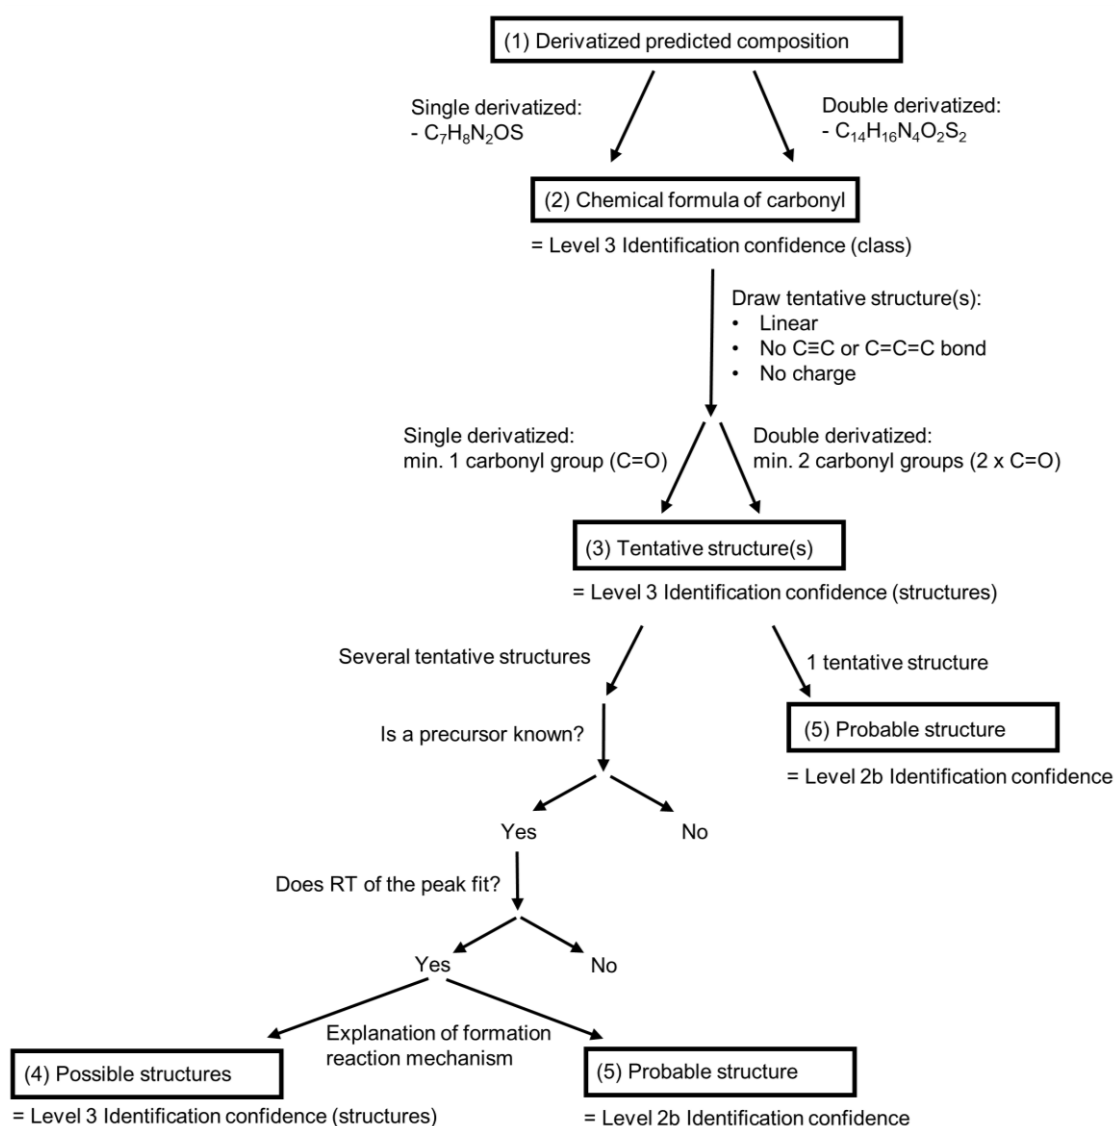 (1) Derivatized predicted composition
Single derivatized:
- C₇H₈N₂OS
Double derivatized:
- C₁₄H₁₆N₄O₂S₂
(2) Chemical formula of carbonyl
= Level 3 Identification confidence (class)
Draw tentative structure(s):
• Linear
• No C≡C or C=C=C bond
• No charge
Single derivatized:
min. 1 carbonyl group (C=O)
Double derivatized:
min. 2 carbonyl groups (2 x C=O)
(3) Tentative structure(s)
= Level 3 Identification confidence (structures)
Several tentative structures
1 tentative structure
Is a precursor known?
(5) Probable structure
= Level 2b Identification confidence
Yes
No
Does RT of the peak fit?
Yes
No
Explanation of formation
reaction mechanism
(4) Possible structures
= Level 3 Identification confidence (structures)
(5) Probable structure
= Level 2b Identification confidence